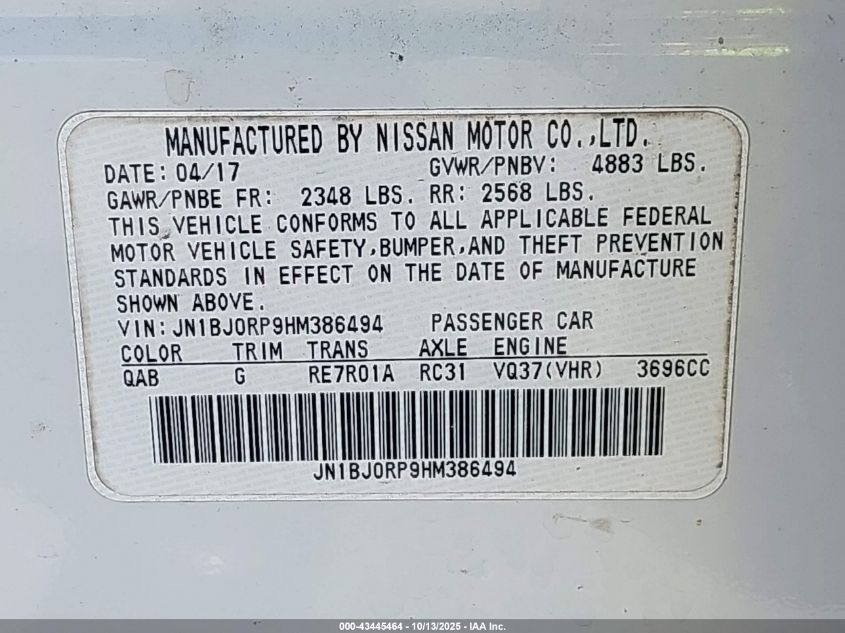 MANUFACTURED BY NISSAN MOTOR CO.,LTD.
DATE: 04/17 GVWR/PNBV: 4883 LBS.
GAWR/PNBE FR: 2348 LBS. RR: 2568 LBS.
THIS VEHICLE CONFORMS TO ALL APPLICABLE FEDERAL
MOTOR VEHICLE SAFETY,BUMPER,AND THEFT PREVENTION
STANDARDS IN EFFECT ON THE DATE OF MANUFACTURE
SHOWN ABOVE.
VIN: JN1BJ0RP9HM386494 PASSENGER CAR
COLOR TRIM TRANS AXLE ENGINE
QAB G RE7R01A RC31 VQ37(VHR) 3696CC
JN1BJ0RP9HM386494
000-43445464 - 10/13/2025 - IAA Inc.